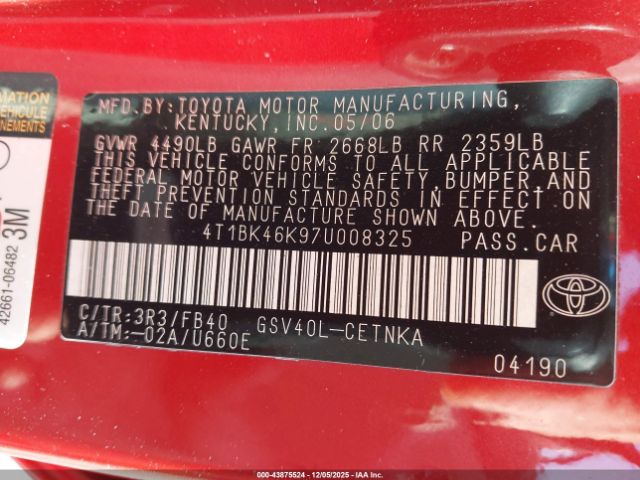 MFD.BY:TOYOTA MOTOR MANUFACTURING,
KENTUCKY,INC.05/06
GVWR 4490LB GAWR FR 2668LB RR 2359LB
THIS VEHICLE CONFORMS TO ALL APPLICABLE
FEDERAL MOTOR VEHICLE SAFETY,BUMPER,AND
THEFT PREVENTION STANDARDS IN EFFECT ON
THE DATE OF MANUFACTURE SHOWN ABOVE.
4T1BK46K97U008325 PASS.CAR
C/TR:3R3/FB40 GSV40L-CETNKA
A/TM:-02A/U660E
04190
MATION
VEHICULE
NEMENTS
42661-06482 3M
000-43875524 - 12/05/2025 - IAA Inc.